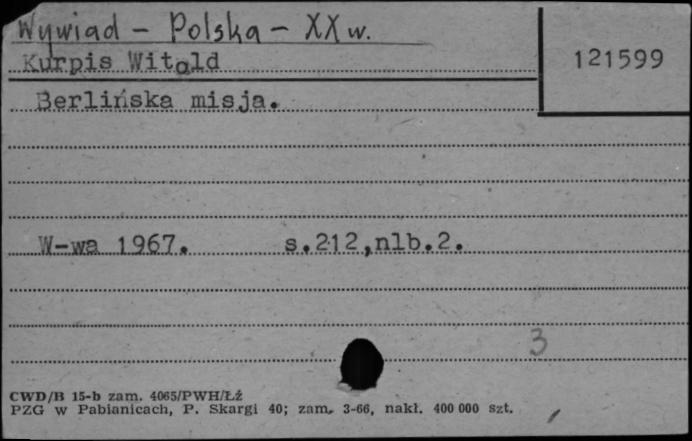 Wywiad - Polska - XX w.
Kurpis Witold
121599
Berlińska misja.
W-wa 1967. s.212,nlb.2.
3
CWD/B 15-b zam. 4065/PWH/Łź
PZG w Pabianicach, P. Skargi 40; zam. 3-66, nakł. 400 000 szt.